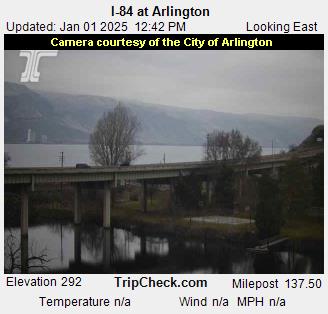 I-84 at Arlington
Updated: Jan 01 2025 12:42 PM Looking East
Camera courtesy of the City of Arlington
Elevation 292 TripCheck.com Milepost 137.50
Temperature n/a Wind n/a MPH n/a